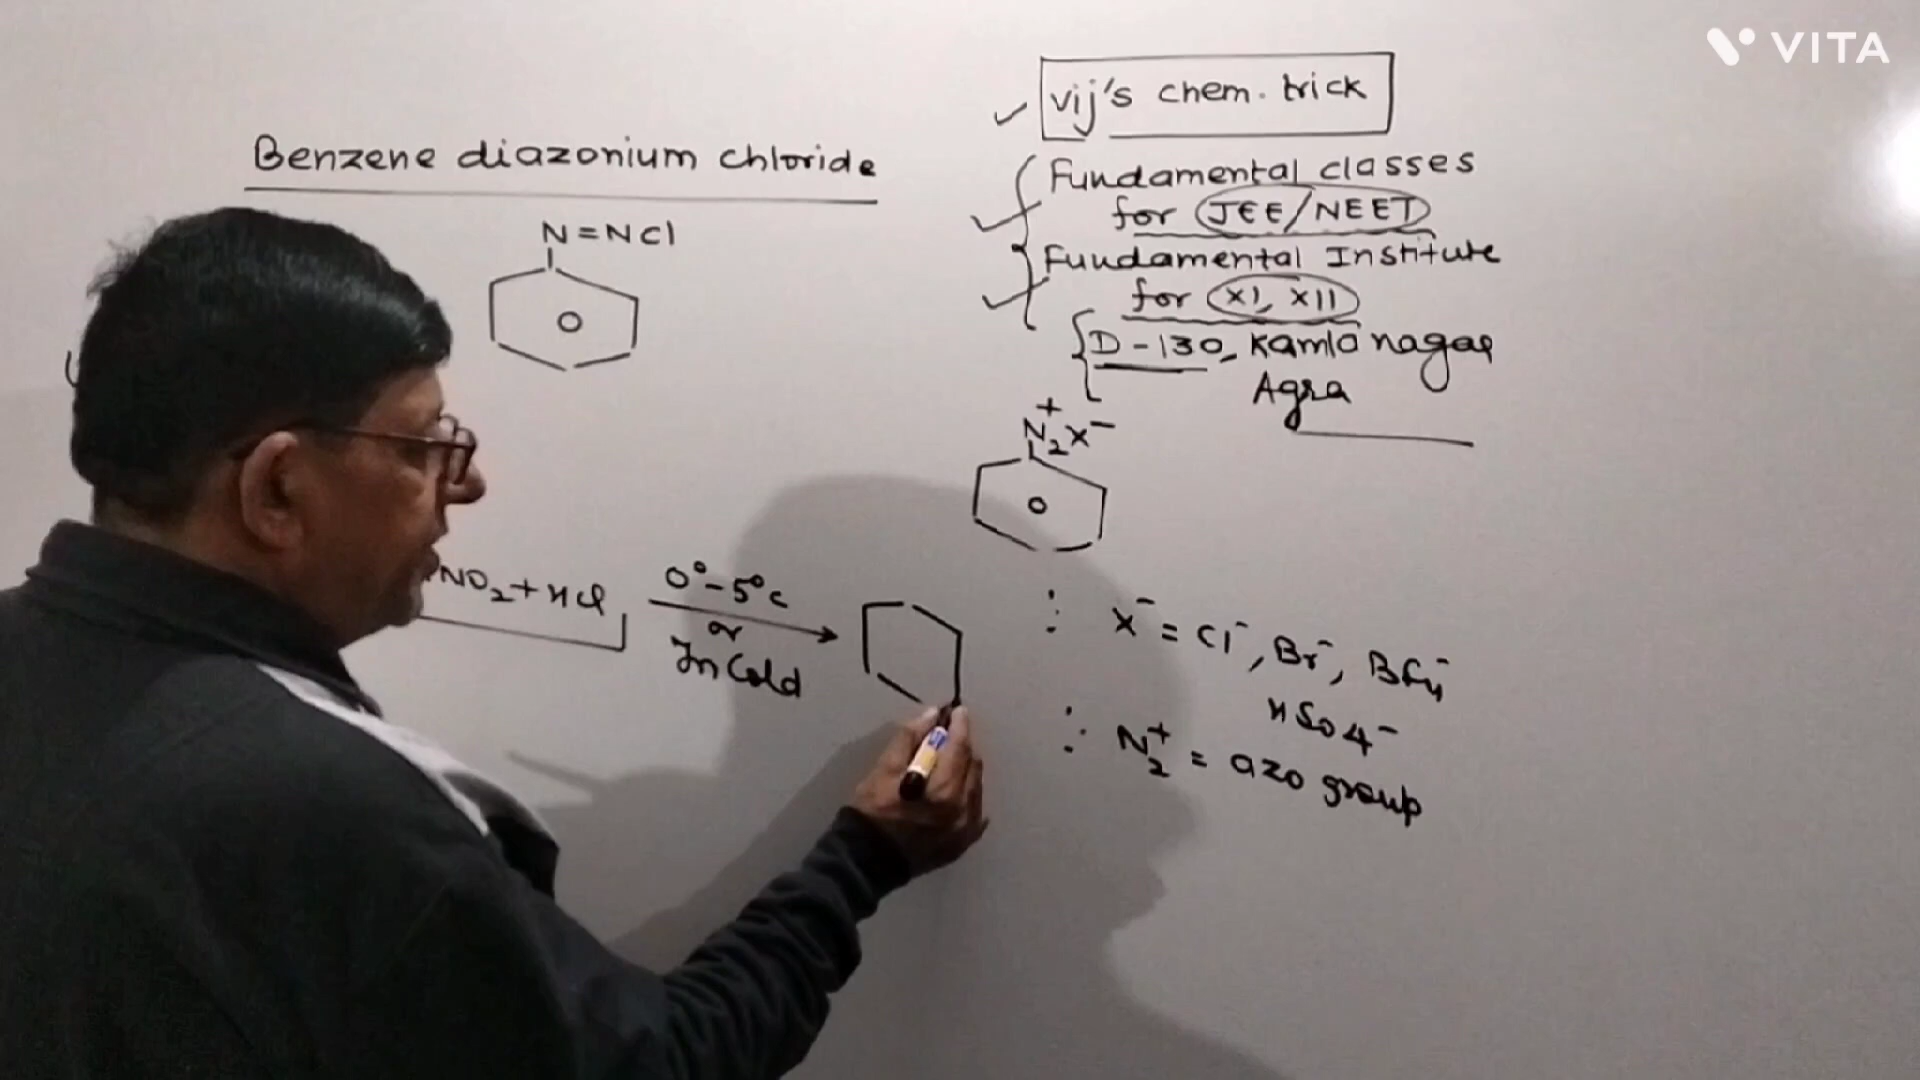 VITA
vij's chem. trick
Benzene diazonium chloride
Fundamental classes
for JEE/NEET
N=NCl
Fundamental Institute
for XI, XII
D-130, Kamla nagar
Agra
N₂⁺X⁻
NO₂+HCl
0°-5°C
or
In Cold
∴ X⁻ = Cl⁻, Br⁻, BF₄⁻
HSO4⁻
∴ N₂⁺ = azo group